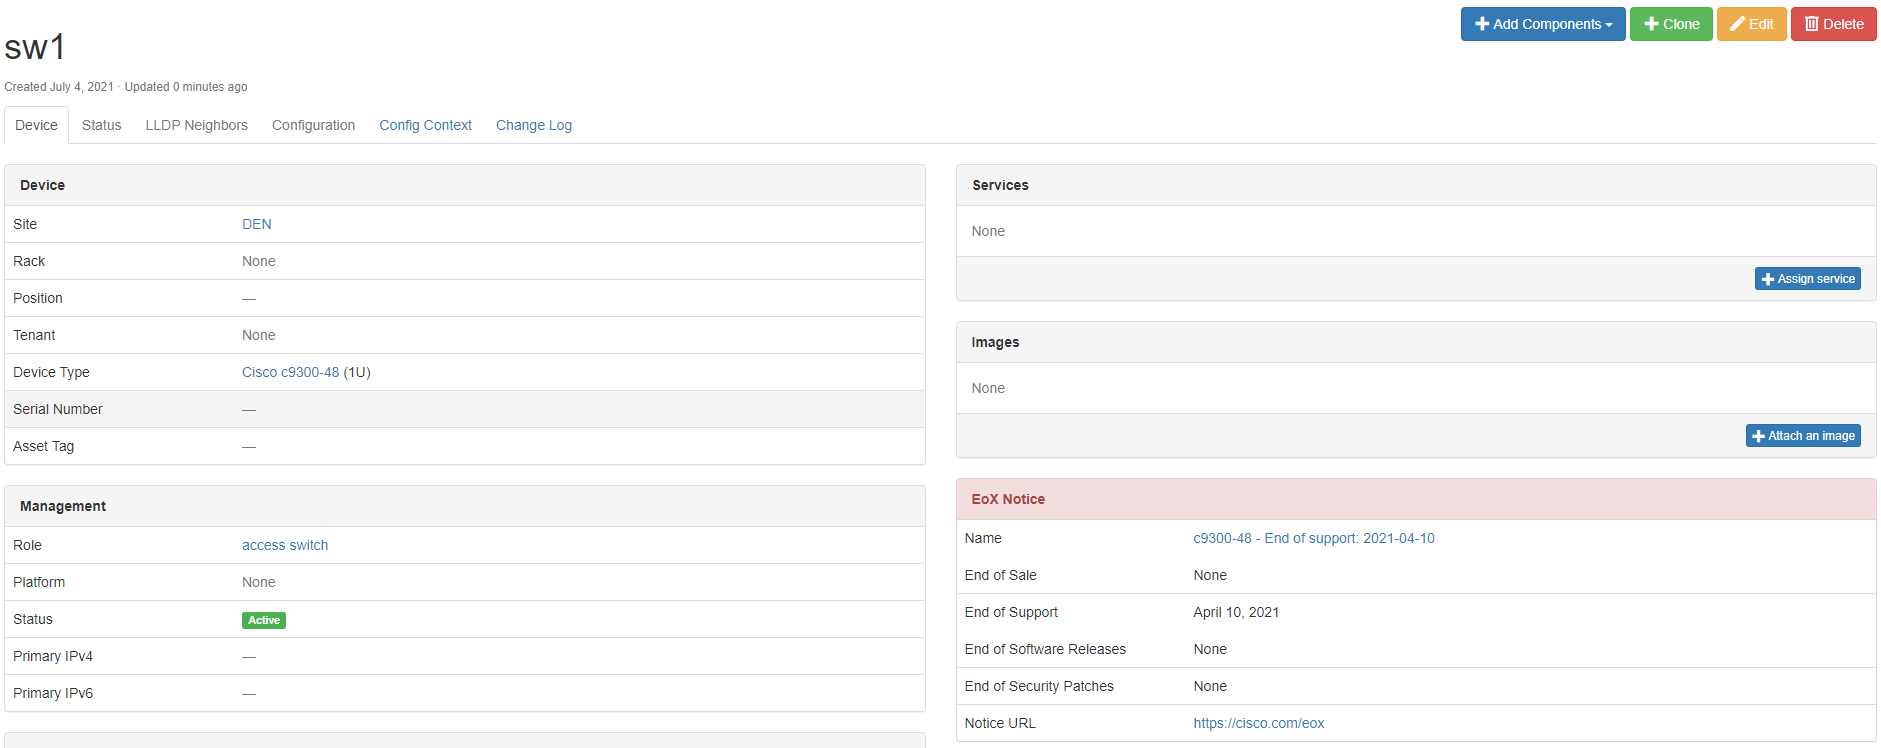 Add Components
Clone
Edit
Delete
sw1
Created July 4, 2021 · Updated 0 minutes ago
Device Status LLDP Neighbors Configuration Config Context Change Log
Device
Site DEN
Rack None
Position —
Tenant None
Device Type Cisco c9300-48 (1U)
Serial Number —
Asset Tag —
Management
Role access switch
Platform None
Status Active
Primary IPv4 —
Primary IPv6 —
Services
None
Assign service
Images
None
Attach an image
EoX Notice
Name c9300-48 - End of support: 2021-04-10
End of Sale None
End of Support April 10, 2021
End of Software Releases None
End of Security Patches None
Notice URL https://cisco.com/eox